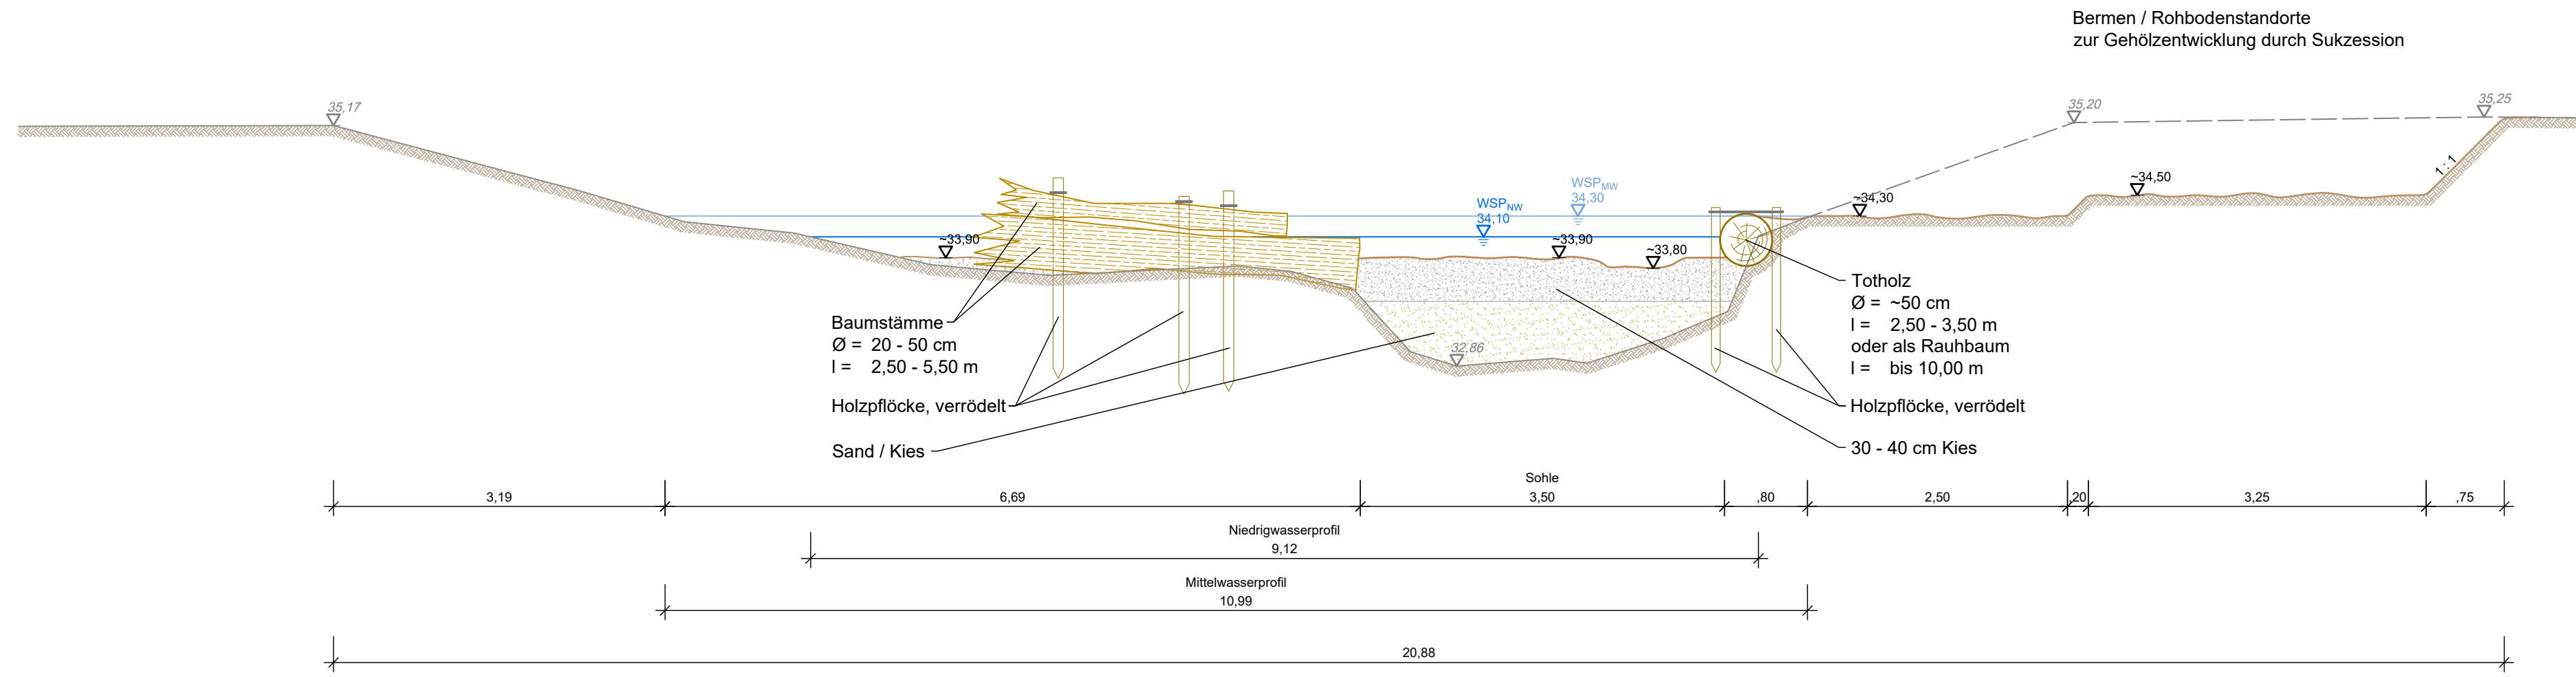 Bermen / Rohbodenstandorte
zur Gehölzentwicklung durch Sukzession
35,17
35,20
35,25
1 : 1
~34,50
~34,30
WSPMW
34,30
WSPNW
34,10
~33,90
~33,90
~33,80
32,86
Baumstämme
Ø = 20 - 50 cm
l = 2,50 - 5,50 m
Holzpflöcke, verrödelt
Sand / Kies
Totholz
Ø = ~50 cm
l = 2,50 - 3,50 m
oder als Rauhbaum
l = bis 10,00 m
Holzpflöcke, verrödelt
30 - 40 cm Kies
Sohle
3,19
6,69
3,50
,80
2,50
,20
3,25
,75
Niedrigwasserprofil
9,12
Mittelwasserprofil
10,99
20,88